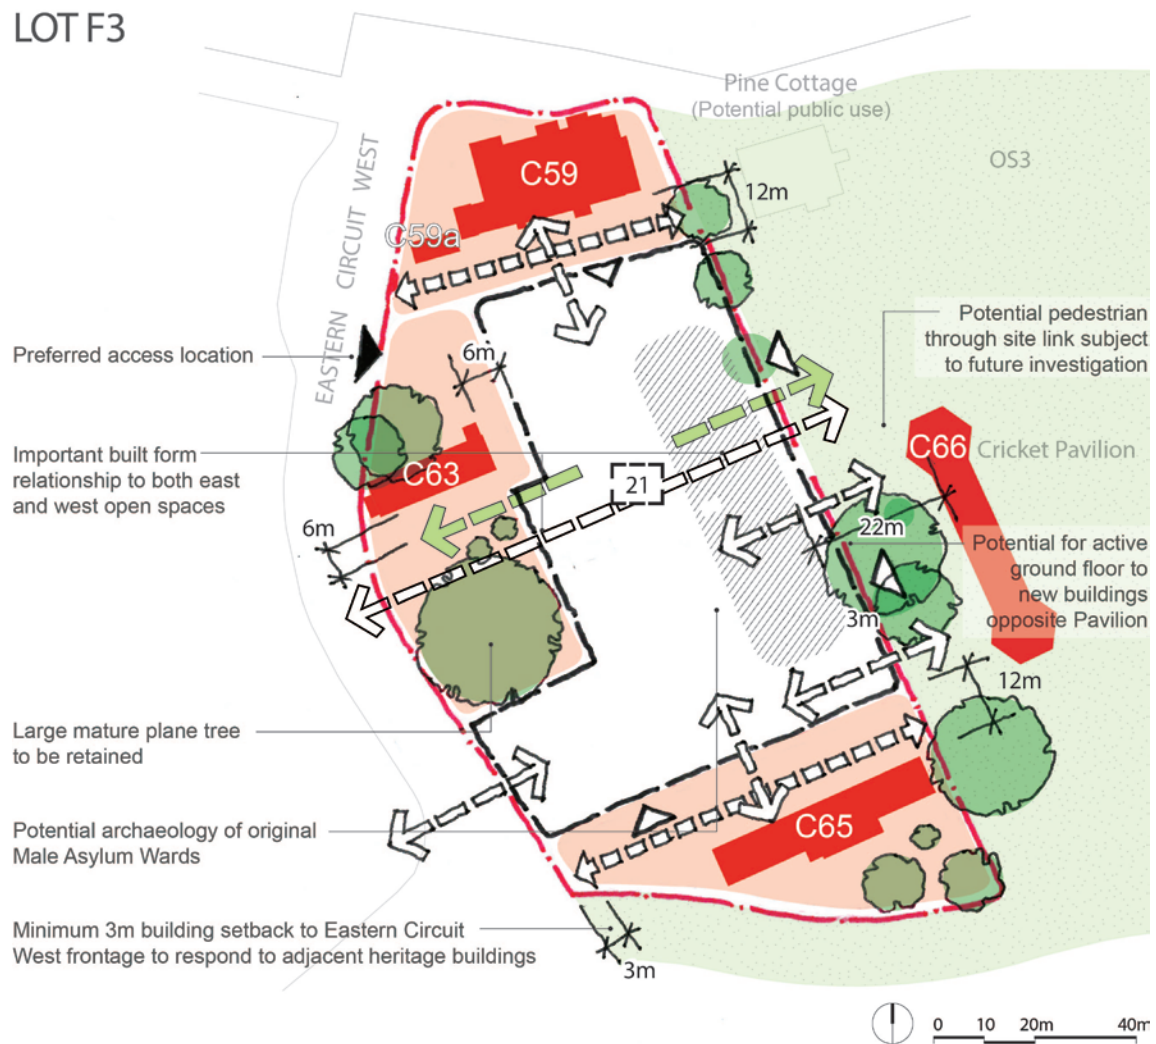 LOT F3
Pine Cottage
(Potential public use)
OS3
C59
12m
C59a
EASTERN CIRCUIT WEST
Potential pedestrian
through site link subject
to future investigation
Preferred access location
6m
Important built form
relationship to both east
and west open spaces
C66
Cricket Pavilion
C63
21
6m
22m
Potential for active
ground floor to
new buildings
opposite Pavilion
3m
12m
Large mature plane tree
to be retained
Potential archaeology of original
Male Asylum Wards
C65
Minimum 3m building setback to Eastern Circuit
West frontage to respond to adjacent heritage buildings
3m
0 10 20m 40m